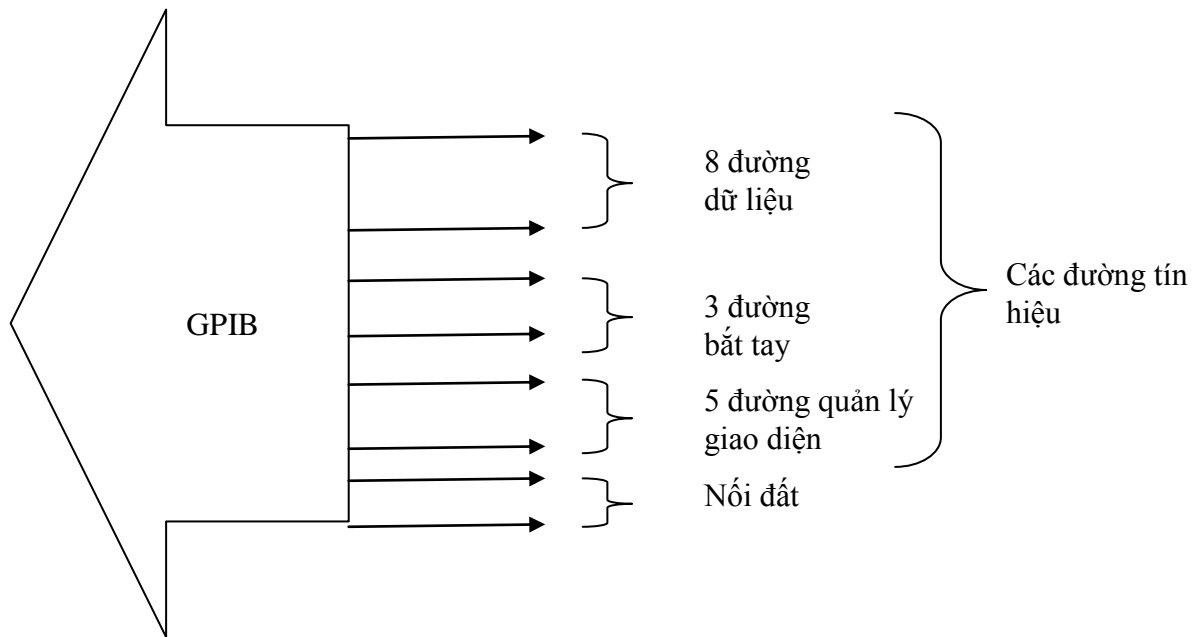 GPIB
8 đường
dữ liệu
3 đường
bắt tay
5 đường quản lý
giao diện
Nối đất
Các đường tín
hiệu